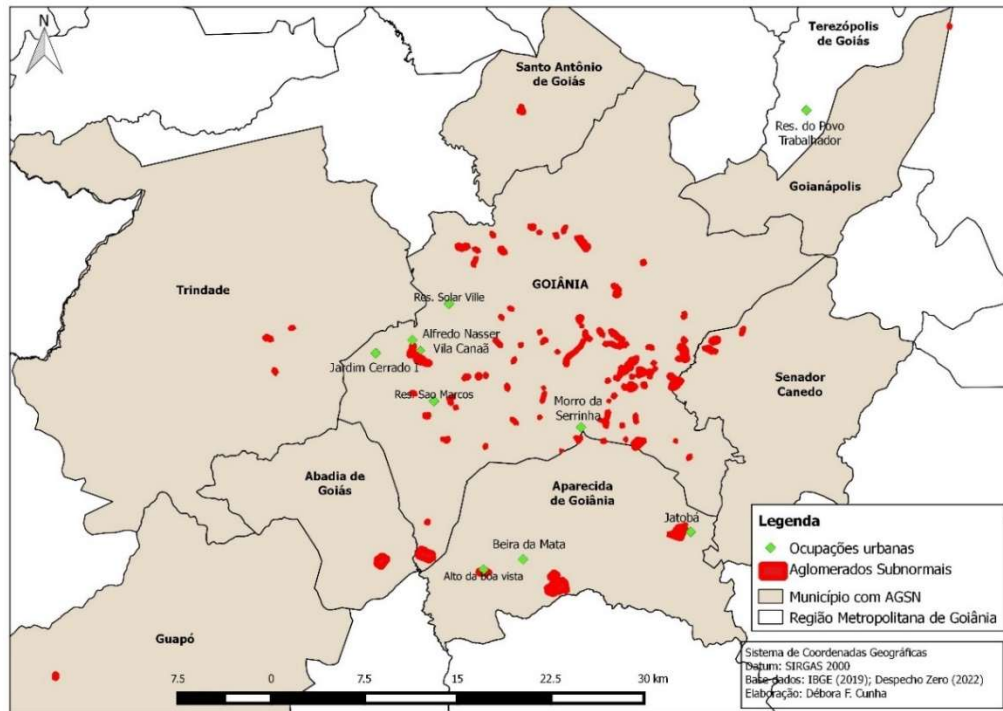 N
Terezópolis
de Goiás
Santo Antônio
de Goiás
Res. do Povo
Trabalhador
Goianápolis
Trindade
GOIÂNIA
Res. Solar Ville
Alfredo Nasser
Vila Canaã
Jardim Cerrado I
Senador
Canedo
Res. Sao Marcos
Morro da
Serrinha
Abadia de
Goiás
Aparecida
de Goiânia
Jatobá
Beira da Mata
Alto da boa vista
Guapó
Legenda
Ocupações urbanas
Aglomerados Subnormais
Município com AGSN
Região Metropolitana de Goiânia
Sistema de Coordenadas Geográficas
Datum: SIRGAS 2000
Base dados: IBGE (2019); Despecho Zero (2022)
Elaboração: Débora F. Cunha
7.5 0 7.5 15 22.5 30 km